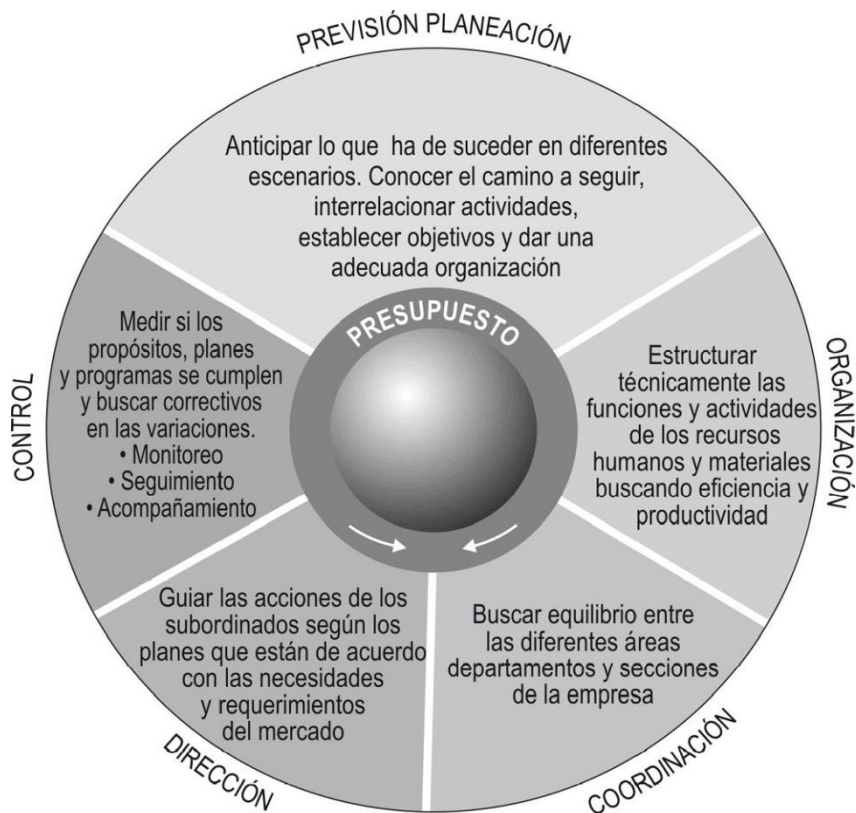 PREVISIÓN PLANEACIÓN
Anticipar lo que ha de suceder en diferentes
escenarios. Conocer el camino a seguir,
interrelacionar actividades,
establecer objetivos y dar una
adecuada organización
PRESUPUESTO
ORGANIZACIÓN
Estructurar
técnicamente las
funciones y actividades
de los recursos
humanos y materiales
buscando eficiencia y
productividad
COORDINACIÓN
Buscar equilibrio entre
las diferentes áreas
departamentos y secciones
de la empresa
DIRECCIÓN
Guiar las acciones de los
subordinados según los
planes que están de acuerdo
con las necesidades
y requerimientos
del mercado
CONTROL
Medir si los
propósitos, planes
y programas se cumplen
y buscar correctivos
en las variaciones.
• Monitoreo
• Seguimiento
• Acompañamiento